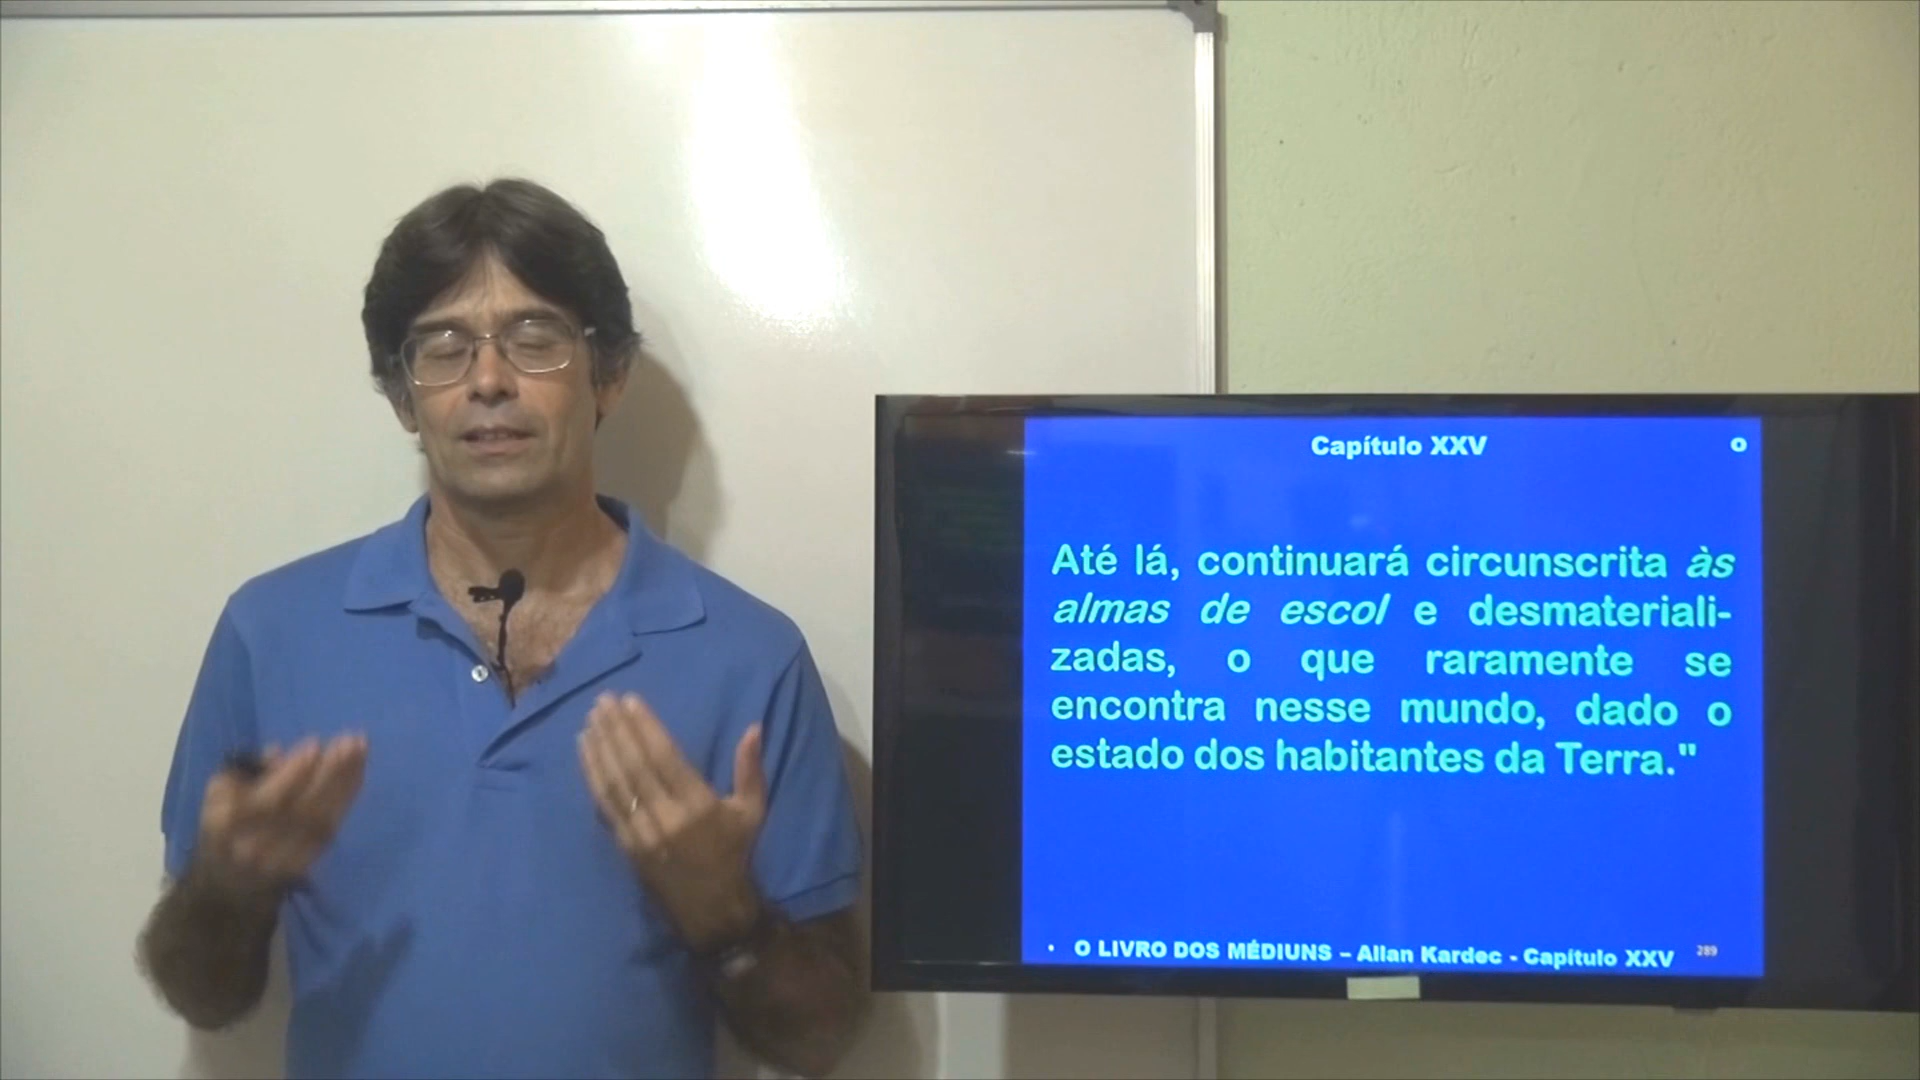 Capítulo XXV
o
Até lá, continuará circunscrita às
almas de escol e desmateriali-
zadas, o que raramente se
encontra nesse mundo, dado o
estado dos habitantes da Terra."
• O LIVRO DOS MÉDIUNS – Allan Kardec - Capítulo XXV
289